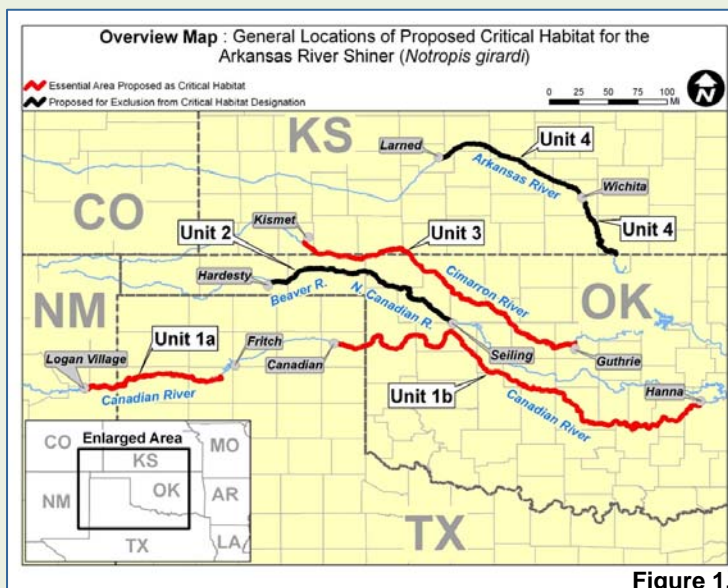 Overview Map : General Locations of Proposed Critical Habitat for the
Arkansas River Shiner (Notropis girardi)
Essential Area Proposed as Critical Habitat
Proposed for Exclusion from Critical Habitat Designation
N
0 25 50 75 100
Mi
KS
Larned
Unit 4
Arkansas River
Wichita
CO
Kismet
Unit 2
Unit 3
Unit 4
Hardesty
Beaver R.
Cimarron River
OK
NM
N. Canadian R.
Logan Village
Unit 1a
Fritch
Canadian
Seiling
Guthrie
Hanna
Canadian River
Unit 1b
Canadian River
Enlarged Area
CO
KS
MO
NM
OK
AR
TX
LA
TX
Figure 1.